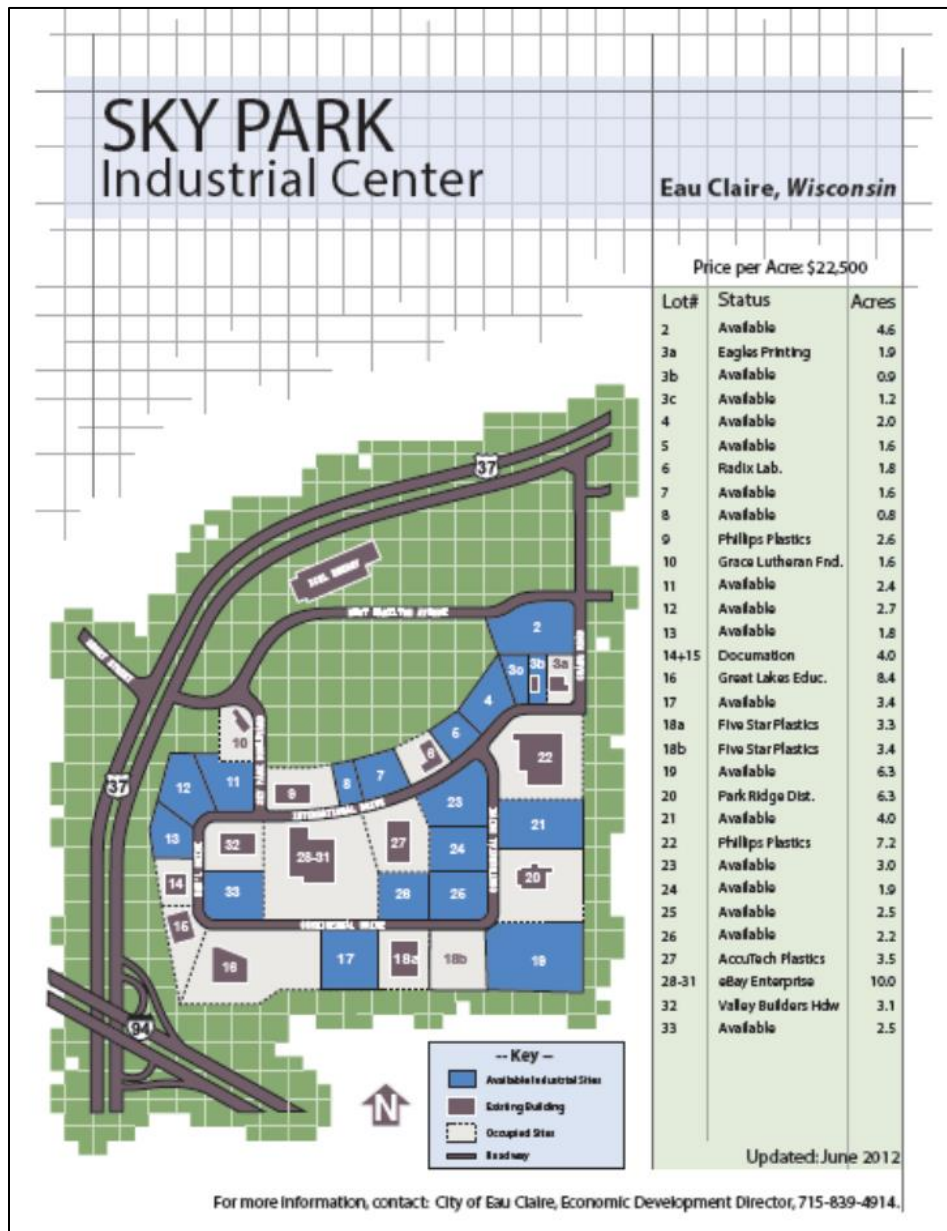 SKY PARK
Industrial Center
Eau Claire, Wisconsin
Price per Acre: $22,500
Lot# Status Acres
2 Available 4.6
3a Eagles Printing 1.9
3b Available 0.9
3c Available 1.2
4 Available 2.0
5 Available 1.6
6 Radix Lab. 1.8
7 Available 1.6
8 Available 0.8
9 Phillips Plastics 2.6
10 Grace Lutheran Fnd. 1.6
11 Available 2.4
12 Available 2.7
13 Available 1.8
14+15 Documation 4.0
16 Great Lakes Educ. 8.4
17 Available 3.4
18a Five Star Plastics 3.3
18b Five Star Plastics 3.4
19 Available 6.3
20 Park Ridge Dist. 6.3
21 Available 4.0
22 Phillips Plastics 7.2
23 Available 3.0
24 Available 1.9
25 Available 2.5
26 Available 2.2
27 AccuTech Plastics 3.5
28-31 eBay Enterprise 10.0
32 Valley Builders Hdw 3.1
33 Available 2.5
Updated: June 2012
37
2
3c 3b 3a
4
5
6
10
22
37
12
11
9
8
7
23
21
13
32
28-31
27
24
20
14
33
25
17
18a
18b
19
94
INTERNATIONAL DRIVE
N
-- Key --
Available Industrial Sites
Existing Building
Occupied Sites
Roadway
For more information, contact: City of Eau Claire, Economic Development Director, 715-839-4914.